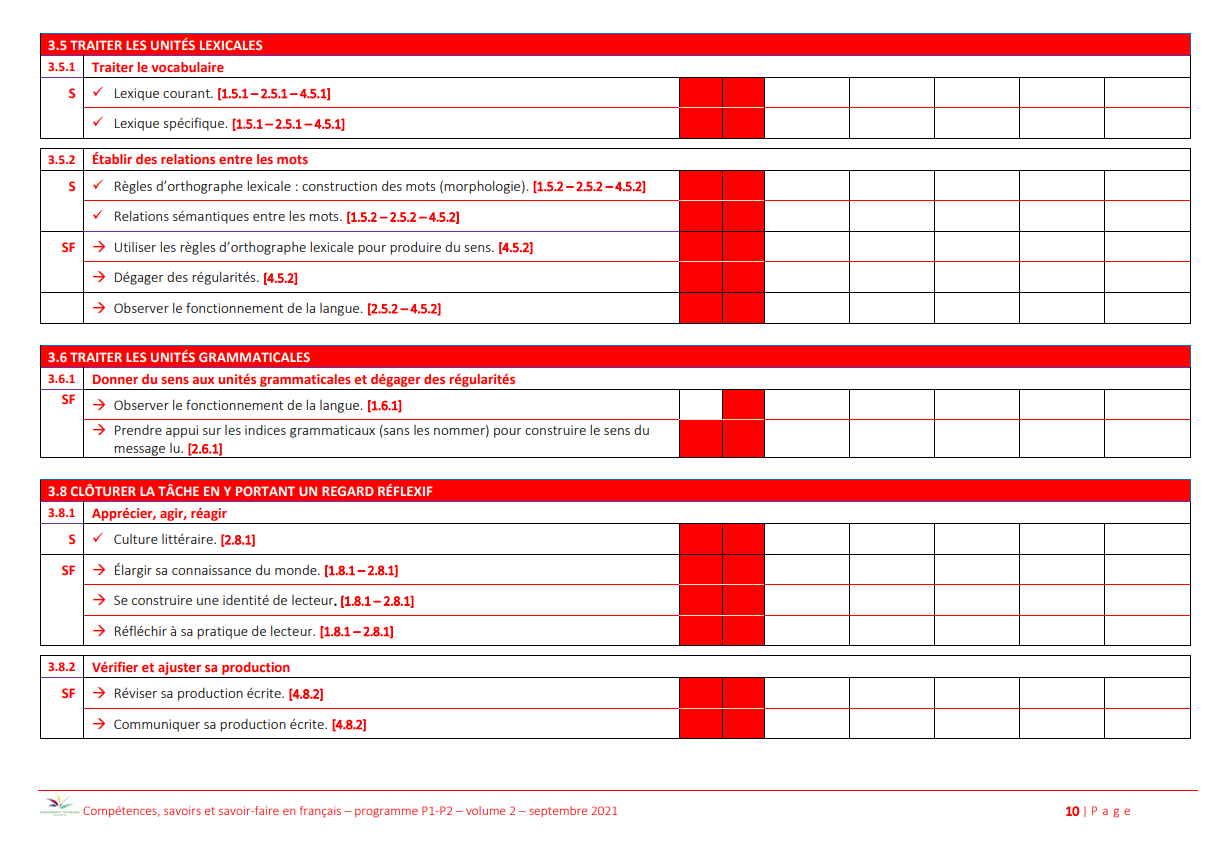 3.5 TRAITER LES UNITÉS LEXICALES
3.5.1 Traiter le vocabulaire
S ✓ Lexique courant. [1.5.1 – 2.5.1 – 4.5.1]
✓ Lexique spécifique. [1.5.1 – 2.5.1 – 4.5.1]
3.5.2 Établir des relations entre les mots
S ✓ Règles d’orthographe lexicale : construction des mots (morphologie). [1.5.2 – 2.5.2 – 4.5.2]
✓ Relations sémantiques entre les mots. [1.5.2 – 2.5.2 – 4.5.2]
SF → Utiliser les règles d’orthographe lexicale pour produire du sens. [4.5.2]
→ Dégager des régularités. [4.5.2]
→ Observer le fonctionnement de la langue. [2.5.2 – 4.5.2]
3.6 TRAITER LES UNITÉS GRAMMATICALES
3.6.1 Donner du sens aux unités grammaticales et dégager des régularités
SF → Observer le fonctionnement de la langue. [1.6.1]
→ Prendre appui sur les indices grammaticaux (sans les nommer) pour construire le sens du
message lu. [2.6.1]
3.8 CLÔTURER LA TÂCHE EN Y PORTANT UN REGARD RÉFLEXIF
3.8.1 Apprécier, agir, réagir
S ✓ Culture littéraire. [2.8.1]
SF → Élargir sa connaissance du monde. [1.8.1 – 2.8.1]
→ Se construire une identité de lecteur. [1.8.1 – 2.8.1]
→ Réfléchir à sa pratique de lecteur. [1.8.1 – 2.8.1]
3.8.2 Vérifier et ajuster sa production
SF → Réviser sa production écrite. [4.8.2]
→ Communiquer sa production écrite. [4.8.2]
Compétences, savoirs et savoir-faire en français – programme P1-P2 – volume 2 – septembre 2021 10 | P a g e